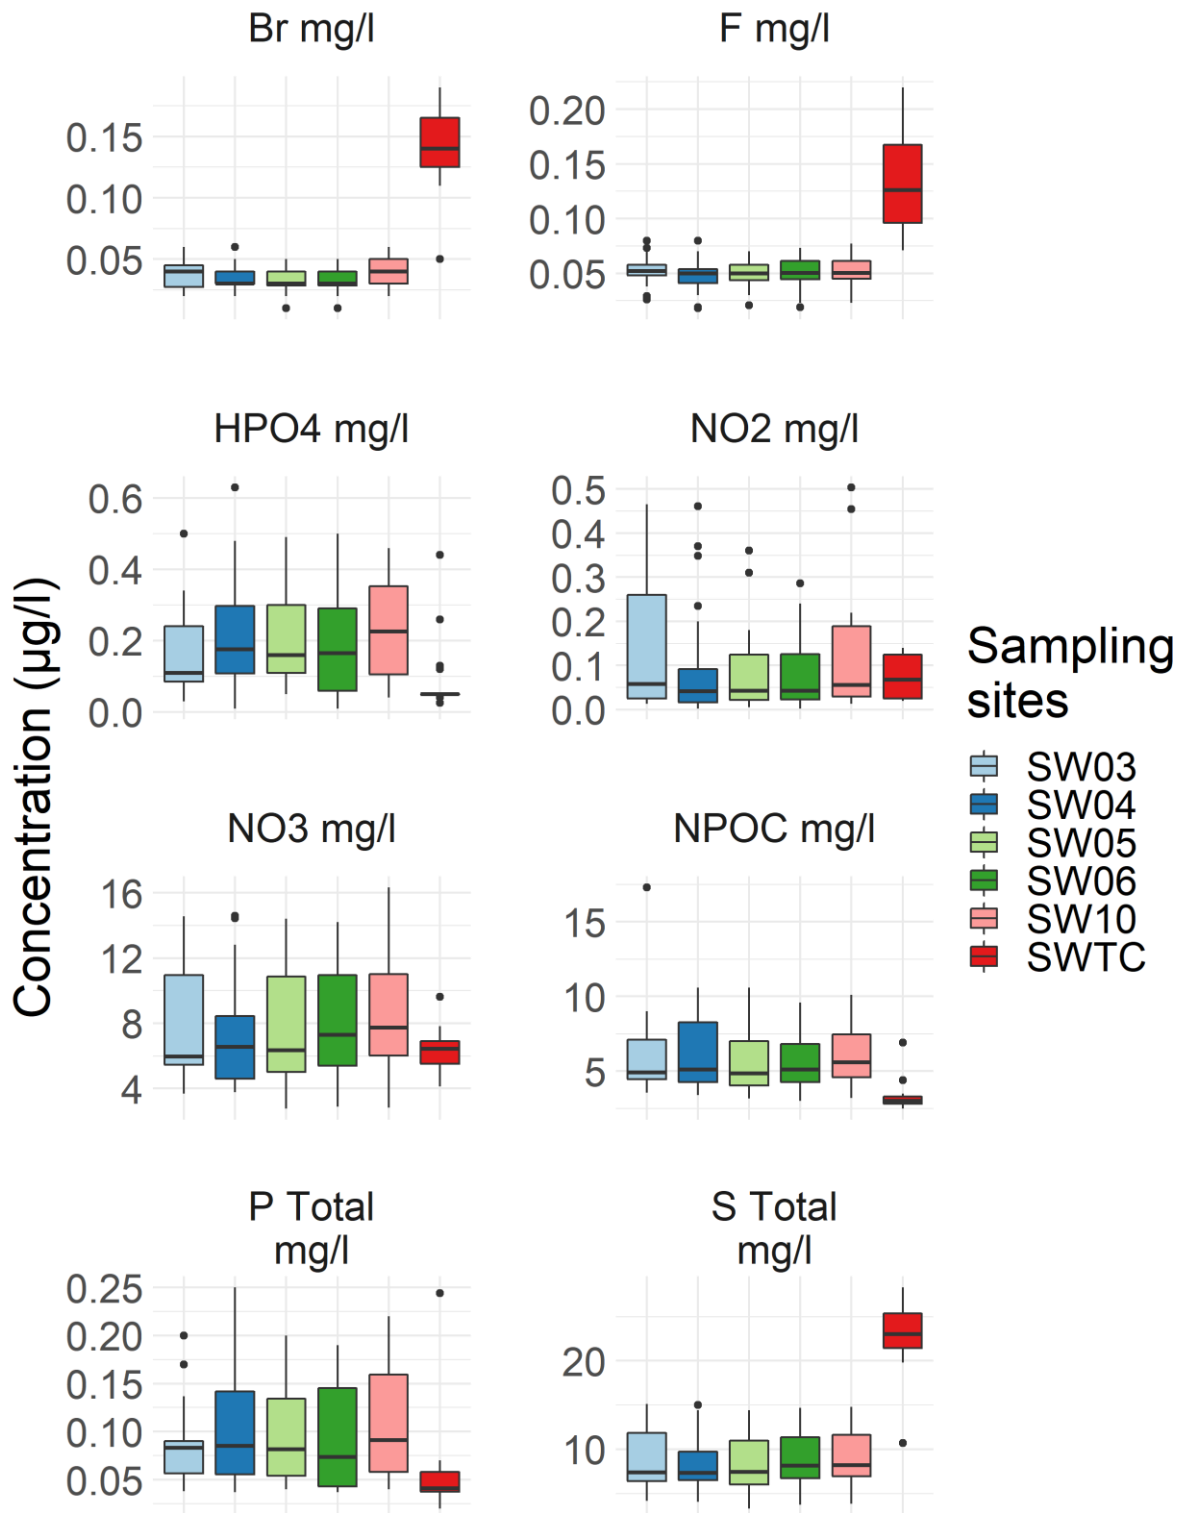 Br mg/l
F mg/l
0.15
0.10
0.05
0.20
0.15
0.10
0.05
HPO4 mg/l
NO2 mg/l
0.6
0.4
0.2
0.0
0.5
0.4
0.3
0.2
0.1
0.0
Concentration (µg/l)
NO3 mg/l
NPOC mg/l
16
12
8
4
15
10
5
P Total
mg/l
S Total
mg/l
0.25
0.20
0.15
0.10
0.05
20
10
Sampling
sites
SW03
SW04
SW05
SW06
SW10
SWTC